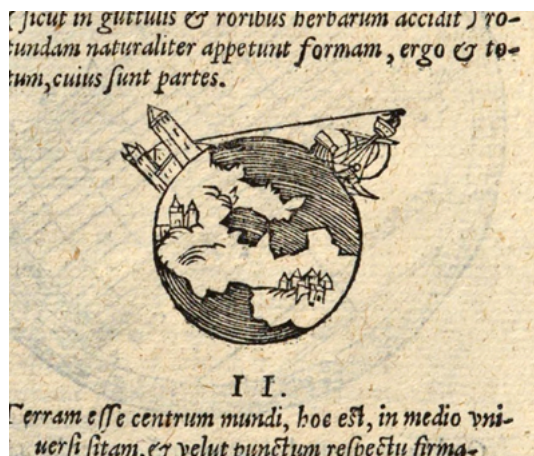 (ſicut in guttulis & roribus herbarum accidit) ro-
tundam naturaliter appetunt formam, ergo & to-
tum, cuius ſunt partes.
II.
Terram eſſe centrum mundi, hoc eſt, in medio vni-
uerſi ſitam, & velut punctum reſpectu firma-